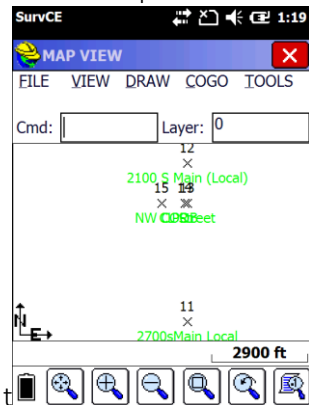 SurvCE 1:19
MAP VIEW
FILE VIEW DRAW COGO TOOLS
Cmd: Layer: 0
12
2100 S Main (Local)
15
NW
11
2700sMain Local
N
E
2900 ft
t